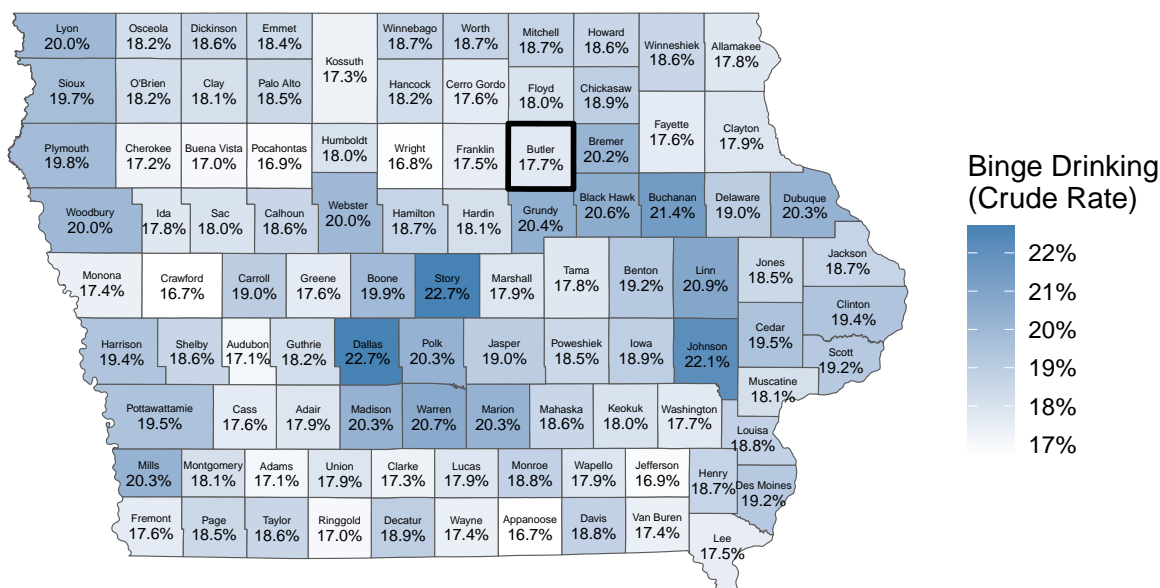 Lyon
20.0%
Osceola
18.2%
Dickinson
18.6%
Emmet
18.4%
Kossuth
17.3%
Winnebago
18.7%
Worth
18.7%
Mitchell
18.7%
Howard
18.6%
Winneshiek
18.6%
Allamakee
17.8%
Sioux
19.7%
O'Brien
18.2%
Clay
18.1%
Palo Alto
18.5%
Hancock
18.2%
Cerro Gordo
17.6%
Floyd
18.0%
Chickasaw
18.9%
Fayette
17.6%
Clayton
17.9%
Plymouth
19.8%
Cherokee
17.2%
Buena Vista
17.0%
Pocahontas
16.9%
Humboldt
18.0%
Wright
16.8%
Franklin
17.5%
Butler
17.7%
Bremer
20.2%
Woodbury
20.0%
Ida
17.8%
Sac
18.0%
Calhoun
18.6%
Webster
20.0%
Hamilton
18.7%
Hardin
18.1%
Grundy
20.4%
Black Hawk
20.6%
Buchanan
21.4%
Delaware
19.0%
Dubuque
20.3%
Monona
17.4%
Crawford
16.7%
Carroll
19.0%
Greene
17.6%
Boone
19.9%
Story
22.7%
Marshall
17.9%
Tama
17.8%
Benton
19.2%
Linn
20.9%
Jones
18.5%
Jackson
18.7%
Clinton
19.4%
Harrison
19.4%
Shelby
18.6%
Audubon
17.1%
Guthrie
18.2%
Dallas
22.7%
Polk
20.3%
Jasper
19.0%
Poweshiek
18.5%
Iowa
18.9%
Johnson
22.1%
Cedar
19.5%
Scott
19.2%
Muscatine
18.1%
Pottawattamie
19.5%
Cass
17.6%
Adair
17.9%
Madison
20.3%
Warren
20.7%
Marion
20.3%
Mahaska
18.6%
Keokuk
18.0%
Washington
17.7%
Louisa
18.8%
Mills
20.3%
Montgomery
18.1%
Adams
17.1%
Union
17.9%
Clarke
17.3%
Lucas
17.9%
Monroe
18.8%
Wapello
17.9%
Jefferson
16.9%
Henry
18.7%
Des Moines
19.2%
Fremont
17.6%
Page
18.5%
Taylor
18.6%
Ringgold
17.0%
Decatur
18.9%
Wayne
17.4%
Appanoose
16.7%
Davis
18.8%
Van Buren
17.4%
Lee
17.5%
Binge Drinking
(Crude Rate)
22%
21%
20%
19%
18%
17%